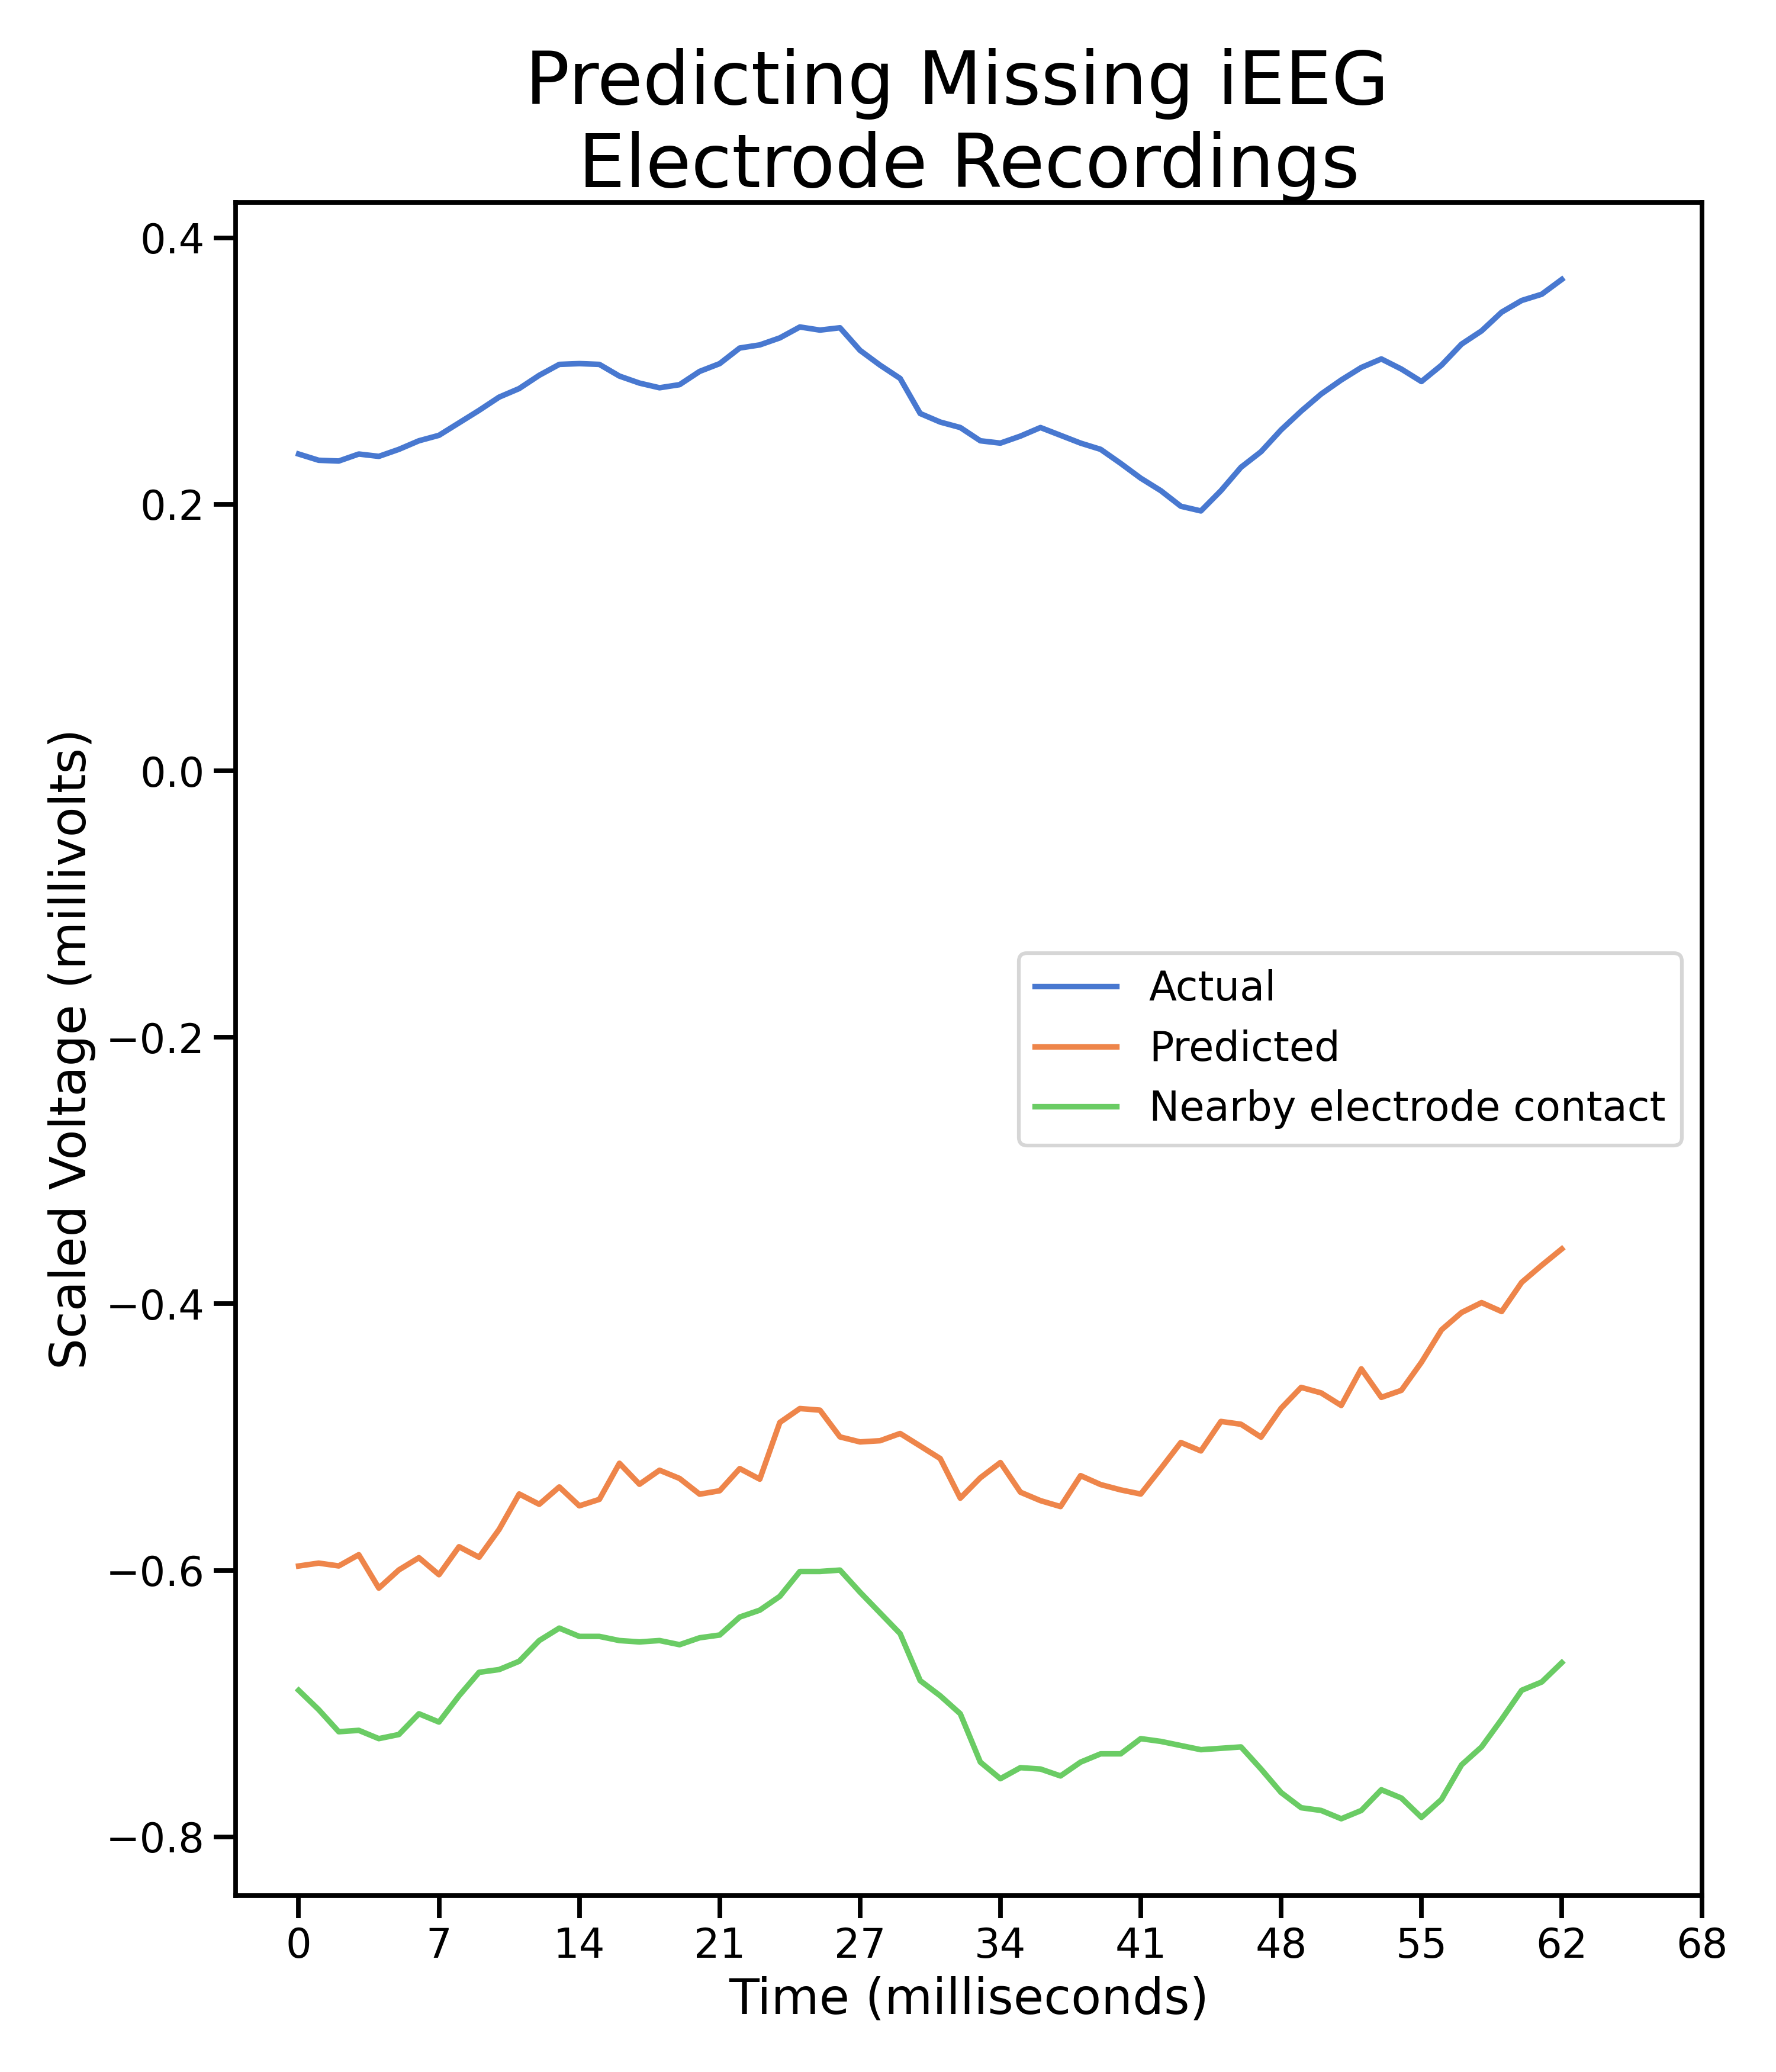 Predicting Missing iEEG
Electrode Recordings
Scaled Voltage (millivolts)
0.4
0.2
0.0
−0.2
−0.4
−0.6
−0.8
Actual
Predicted
Nearby electrode contact
0 7 14 21 27 34 41 48 55 62 68
Time (milliseconds)